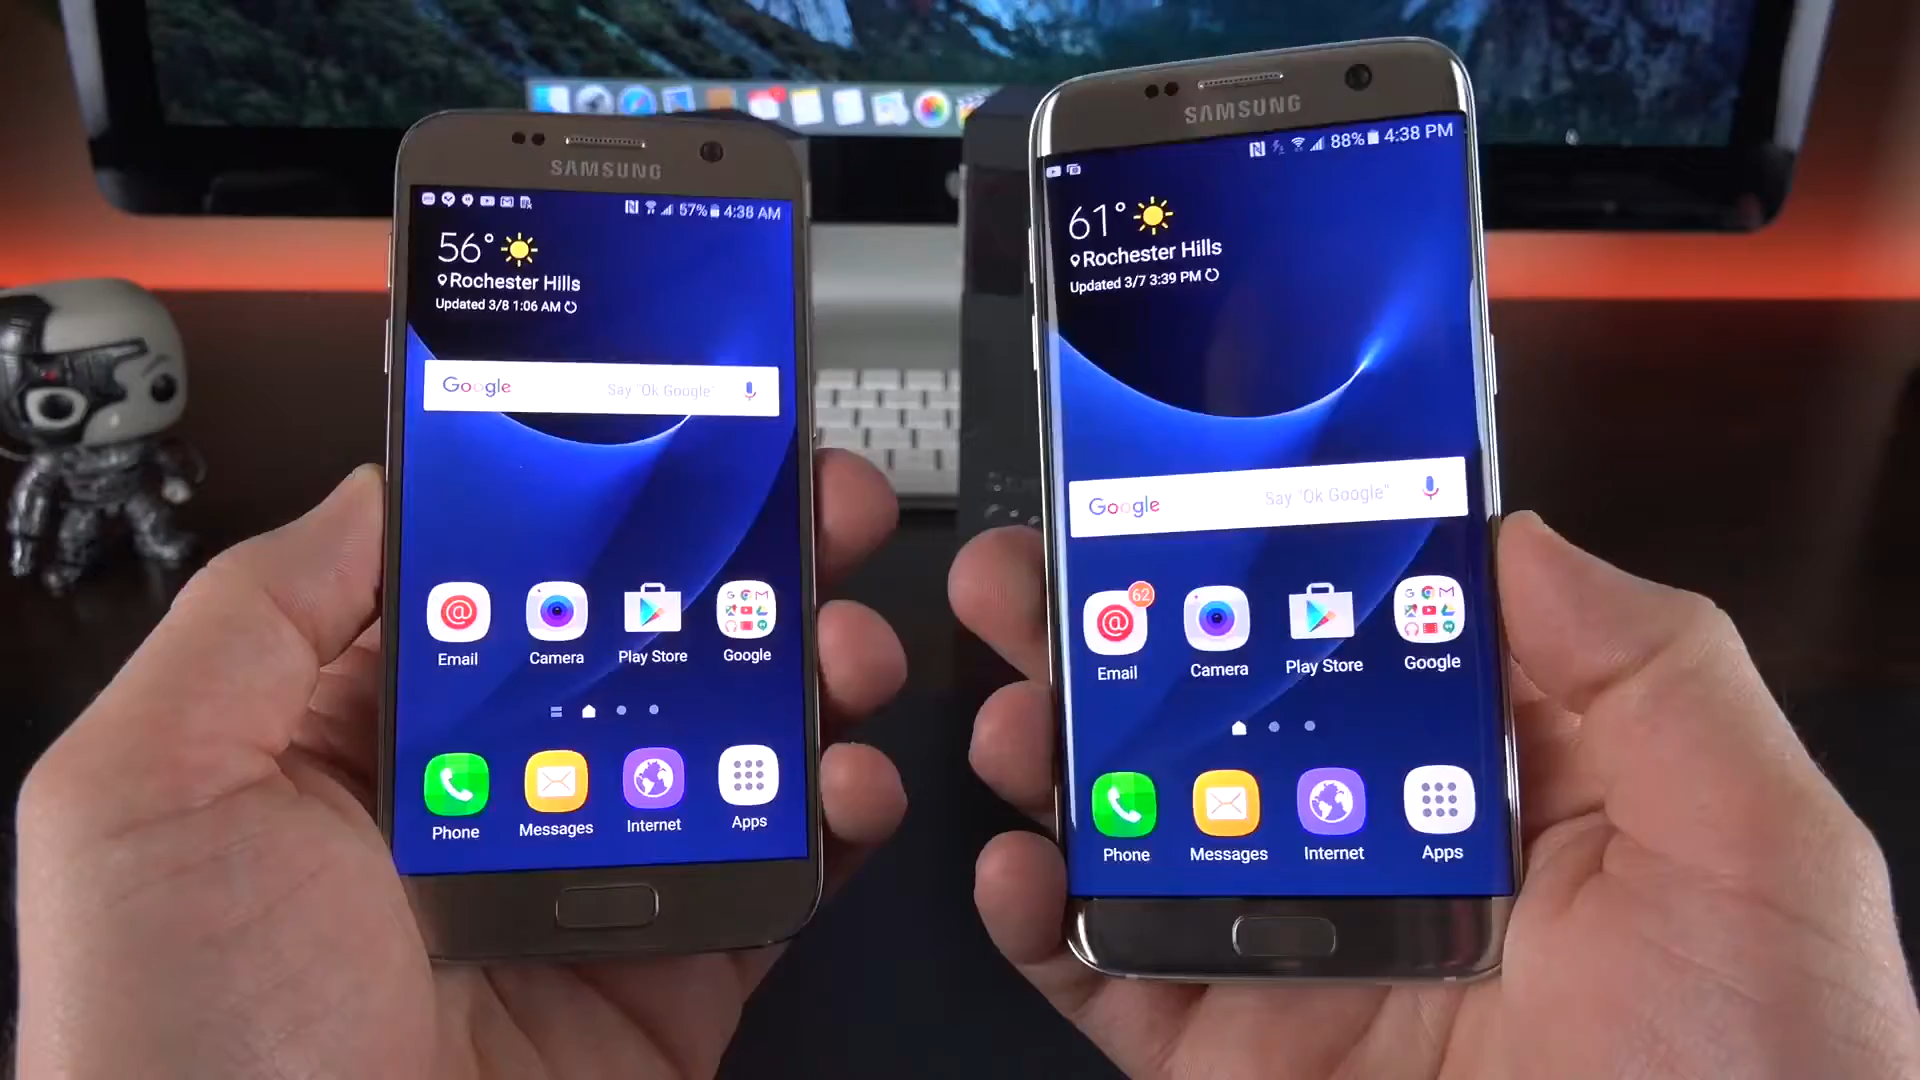 SAMSUNG
57% 4:38 AM
56°
Rochester Hills
Updated 3/8 1:06 AM
Google Say "Ok Google"
Email Camera Play Store Google
Phone Messages Internet Apps
SAMSUNG
88% 4:38 PM
61°
Rochester Hills
Updated 3/7 3:39 PM
Google Say "Ok Google"
62
Email Camera Play Store Google
Phone Messages Internet Apps